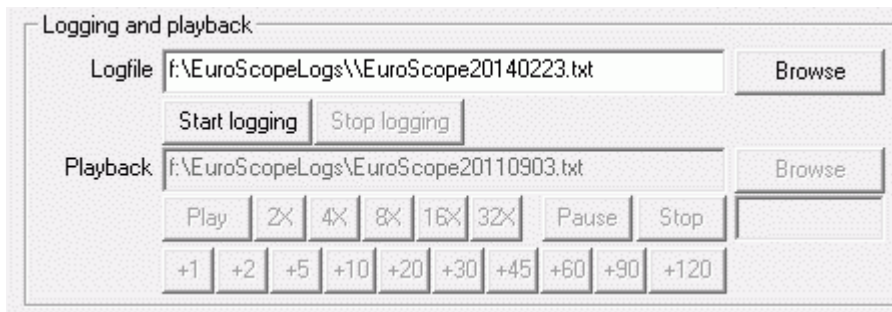 Logging and playback
Logfile f:\EuroScopeLogs\\EuroScope20140223.txt Browse
Start logging Stop logging
Playback f:\EuroScopeLogs\EuroScope20110903.txt Browse
Play 2X 4X 8X 16X 32X Pause Stop
+1 +2 +5 +10 +20 +30 +45 +60 +90 +120